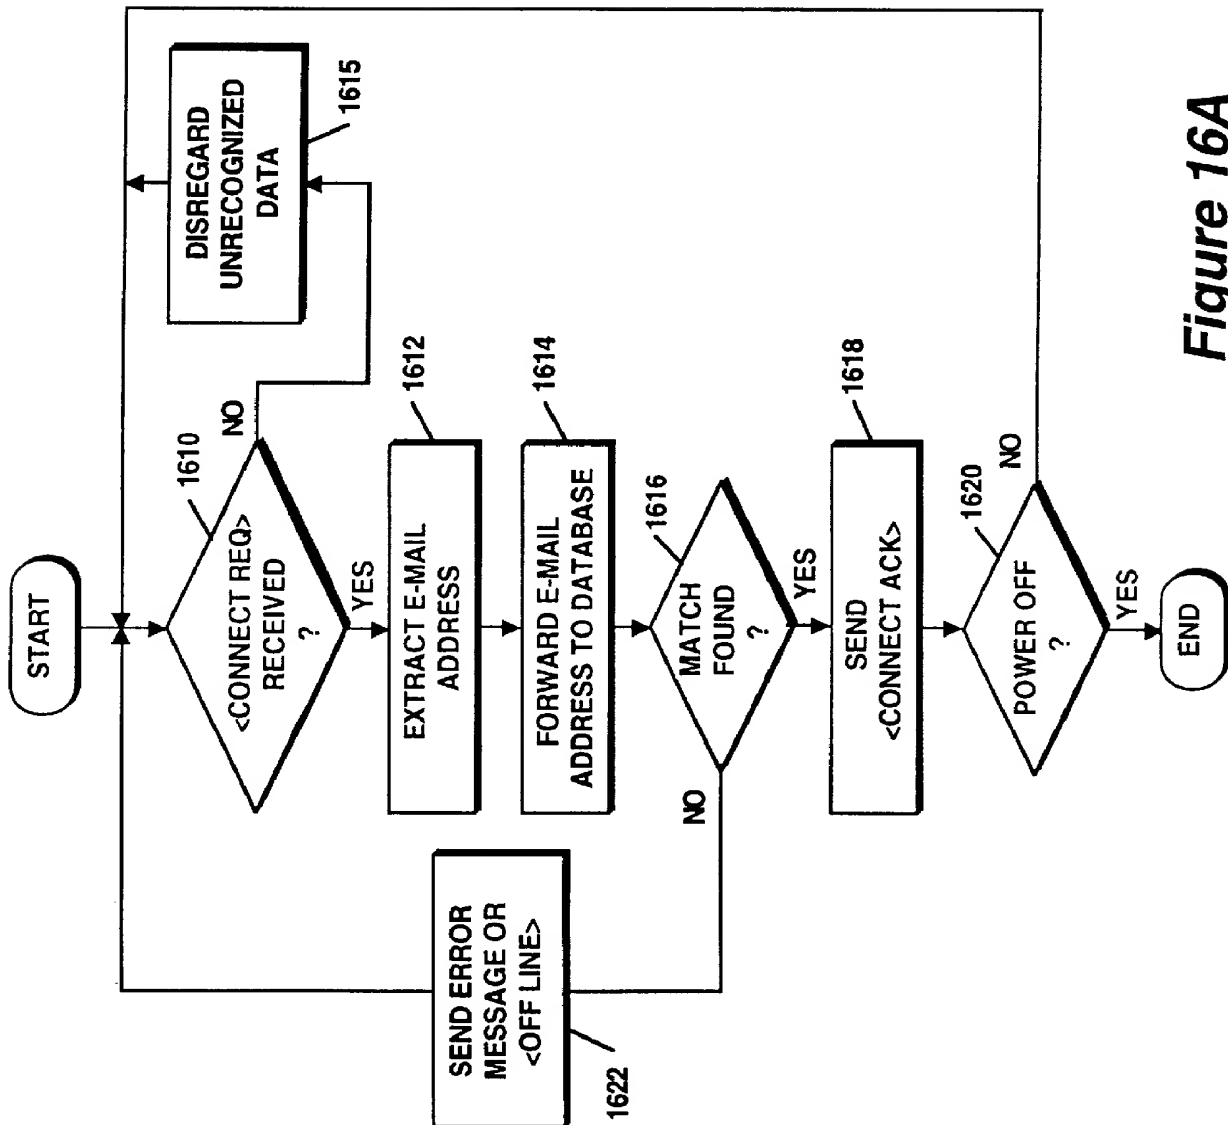 START
1610
<CONNECT REQ>
RECEIVED
?
NO
YES
DISREGARD
UNRECOGNIZED
DATA
1615
1612
EXTRACT E-MAIL
ADDRESS
1614
FORWARD E-MAIL
ADDRESS TO DATABASE
1616
MATCH
FOUND
?
NO
YES
SEND ERROR
MESSAGE OR
<OFF LINE>
1622
1618
SEND
<CONNECT ACK>
1620
POWER OFF
?
NO
YES
END
Figure 16A